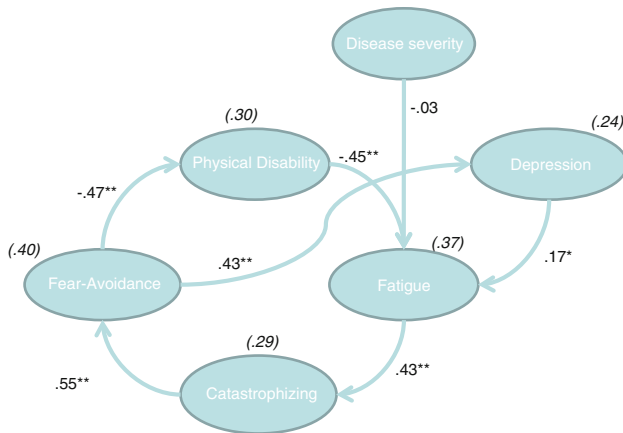 Disease severity
(.30)
-.03
(.24)
Physical Disability
-.45**
Depression
-.47**
(.40)
(.37)
Fear-Avoidance
.43**
Fatigue
.17*
(.29)
.55**
Catastrophizing
.43**